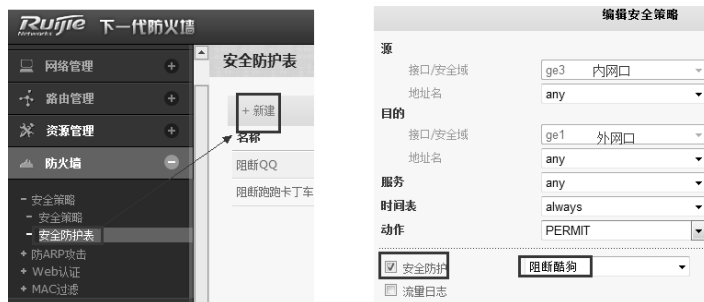 Ruijie Networks 下一代防火墙
网络管理
路由管理
资源管理
防火墙
- 安全策略
- 安全策略
- 安全防护表
+ 防ARP攻击
+ Web认证
+ MAC过滤
安全防护表
+ 新建
名称
阻断QQ
阻断跑跑卡丁车
编辑安全策略
源
接口/安全域 ge3 内网口
地址名 any
目的
接口/安全域 ge1 外网口
地址名 any
服务 any
时间表 always
动作 PERMIT
安全防护 阻断酷狗
流量日志